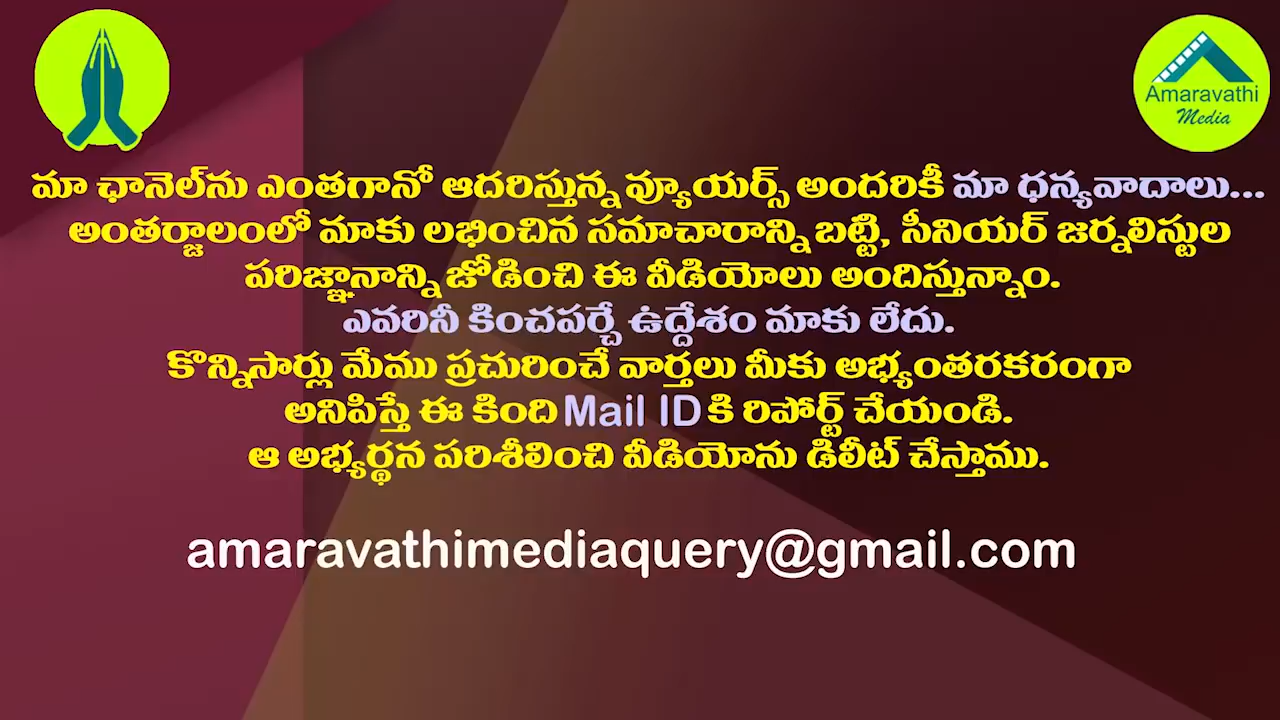 Amaravathi
Media
మా ఛానెల్‌ను ఎంతగానో ఆదరిస్తున్న వ్యూయర్స్ అందరికీ మా ధన్యవాదాలు...
అంతర్జాలంలో మాకు లభించిన సమాచారాన్ని బట్టి, సీనియర్ జర్నలిస్టుల
పరిజ్ఞానాన్ని జోడించి ఈ వీడియోలు అందిస్తున్నాం.
ఎవరినీ కించపర్చే ఉద్దేశం మాకు లేదు.
కొన్నిసార్లు మేము ప్రచురించే వార్తలు మీకు అభ్యంతరకరంగా
అనిపిస్తే ఈ కింది Mail ID కి రిపోర్ట్ చేయండి.
ఆ అభ్యర్థన పరిశీలించి వీడియోను డిలీట్ చేస్తాము.
amaravathimediaquery@gmail.com